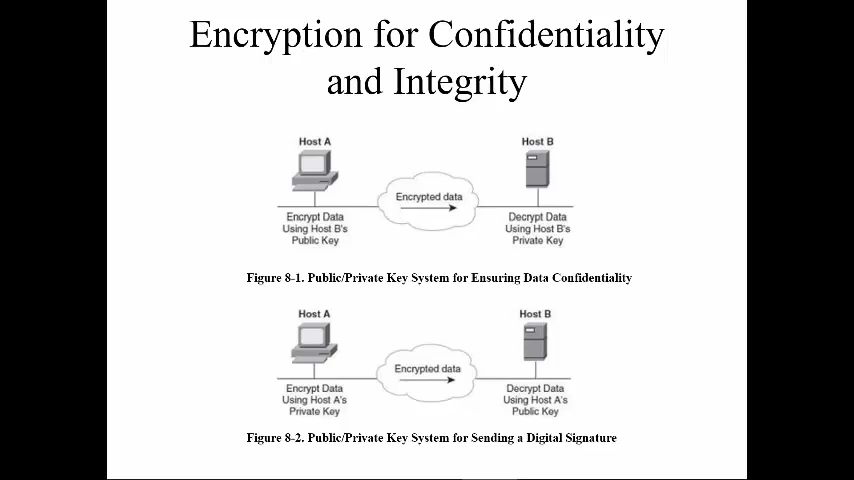 Encryption for Confidentiality
and Integrity
Host A
Host B
Encrypted data
Encrypt Data
Using Host B's
Public Key
Decrypt Data
Using Host B's
Private Key
Figure 8-1. Public/Private Key System for Ensuring Data Confidentiality
Host A
Host B
Encrypted data
Encrypt Data
Using Host A's
Private Key
Decrypt Data
Using Host A's
Public Key
Figure 8-2. Public/Private Key System for Sending a Digital Signature